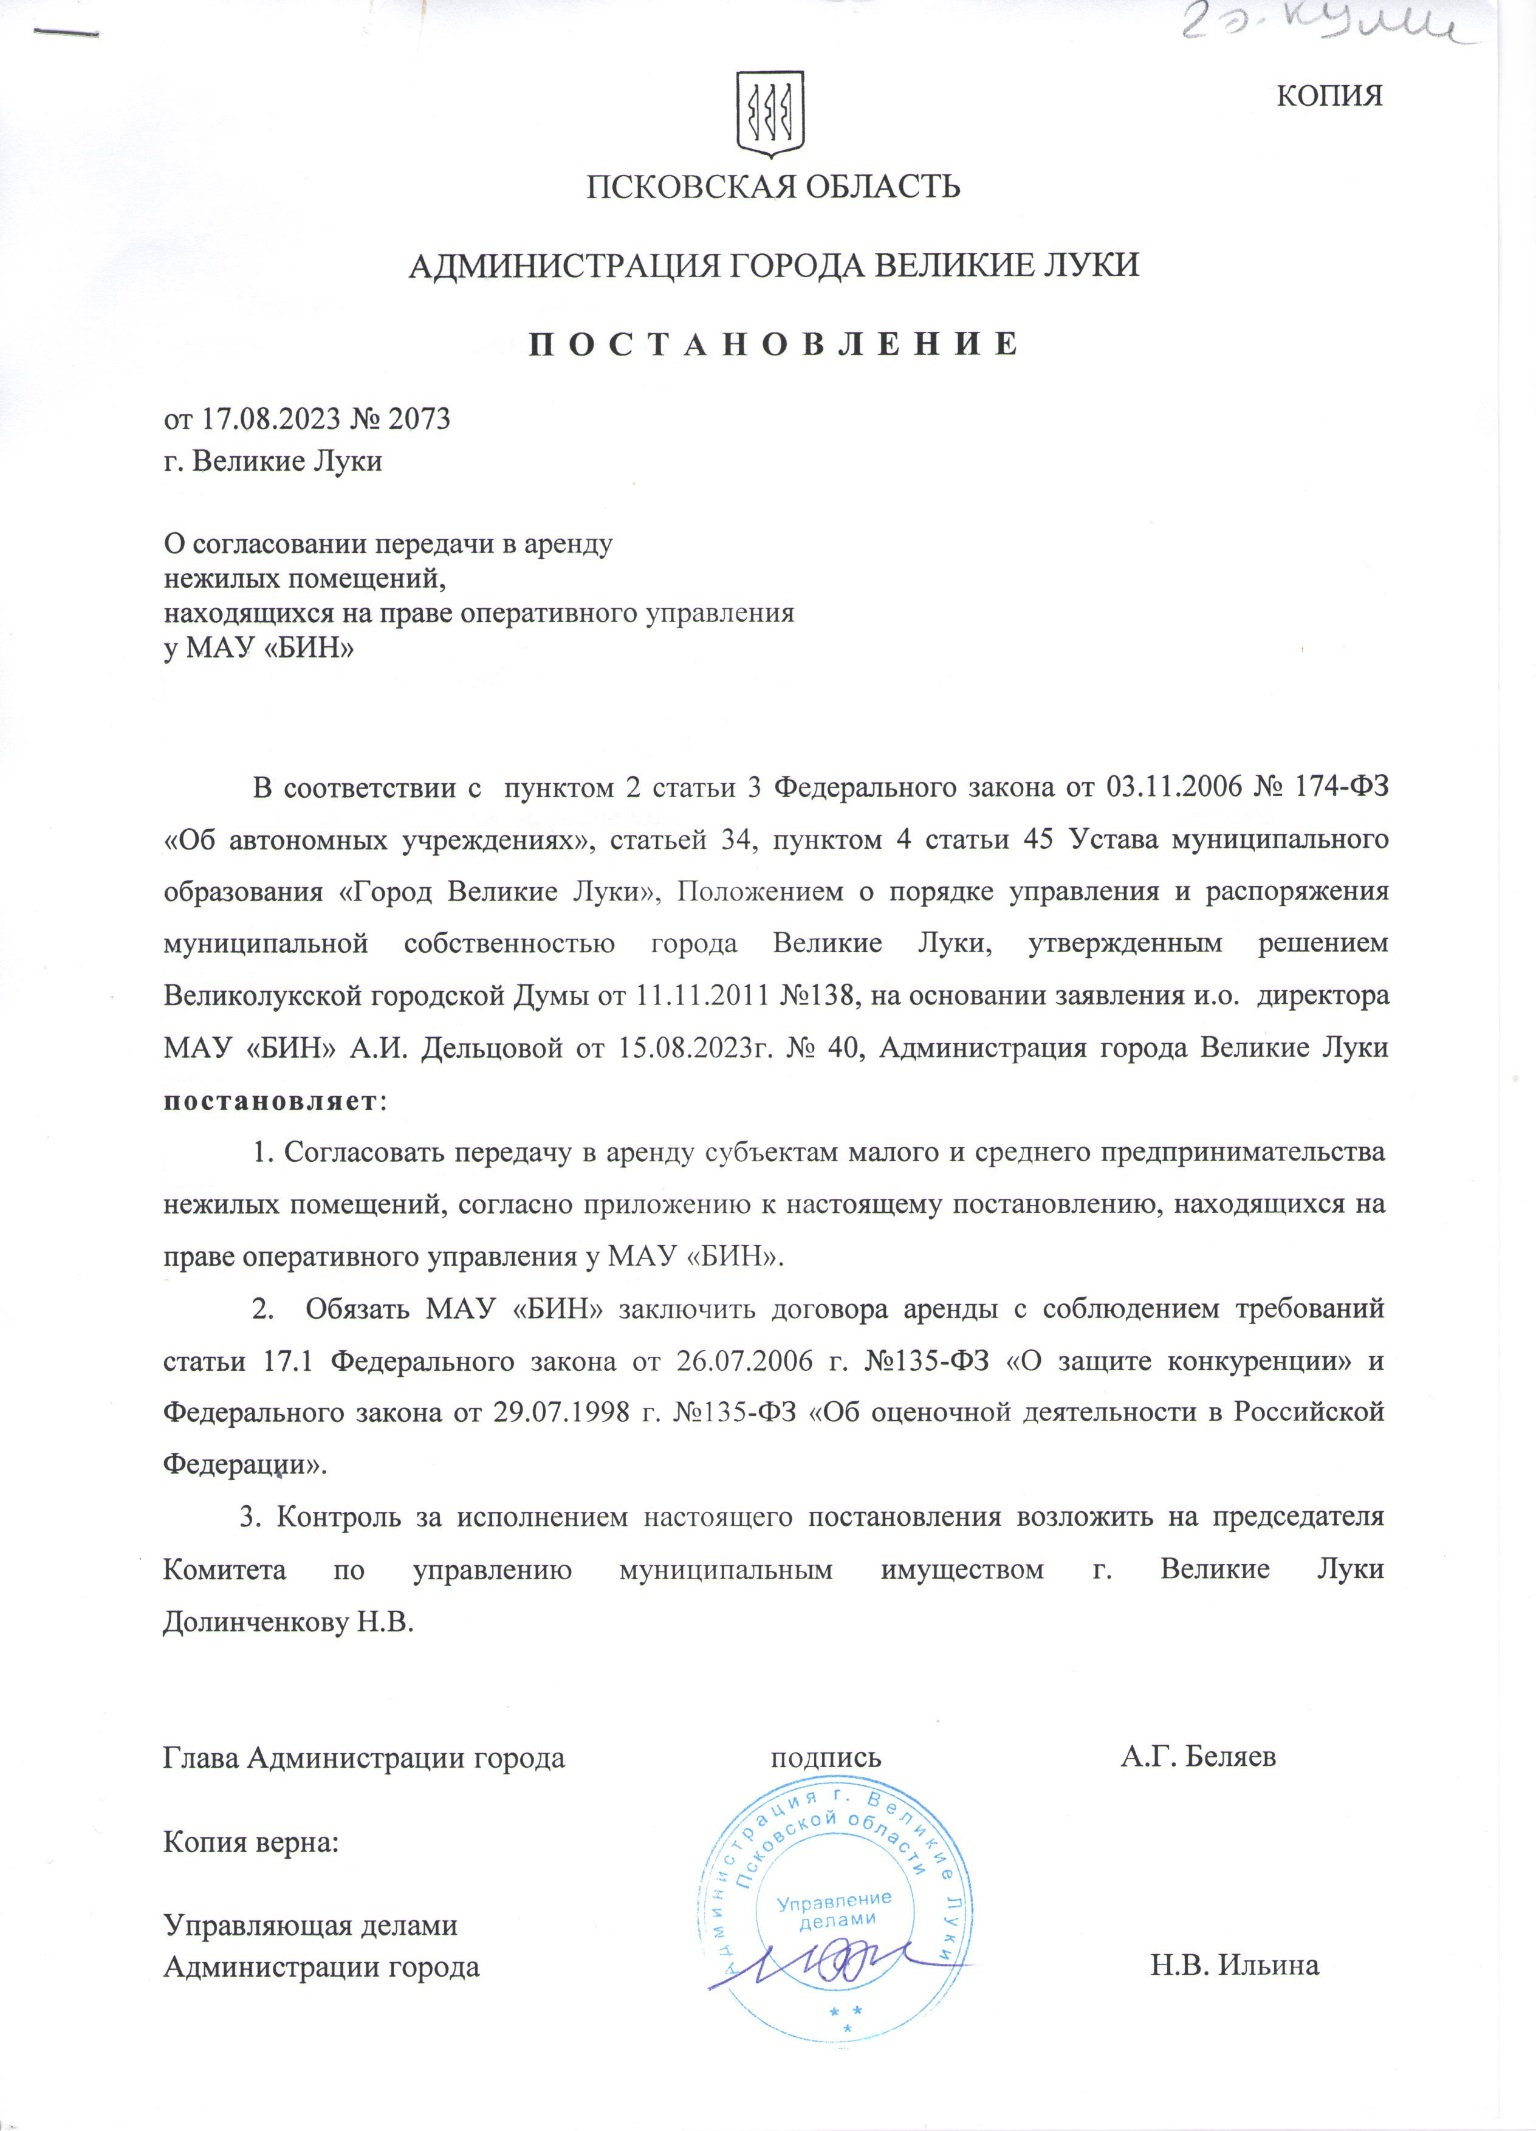 2э. КУМИ
КОПИЯ
ПСКОВСКАЯ ОБЛАСТЬ
АДМИНИСТРАЦИЯ ГОРОДА ВЕЛИКИЕ ЛУКИ
ПОСТАНОВЛЕНИЕ
от 17.08.2023 № 2073
г. Великие Луки
О согласовании передачи в аренду
нежилых помещений,
находящихся на праве оперативного управления
у МАУ «БИН»
В соответствии с пунктом 2 статьи 3 Федерального закона от 03.11.2006 № 174-ФЗ
«Об автономных учреждениях», статьей 34, пунктом 4 статьи 45 Устава муниципального
образования «Город Великие Луки», Положением о порядке управления и распоряжения
муниципальной собственностью города Великие Луки, утвержденным решением
Великолукской городской Думы от 11.11.2011 №138, на основании заявления и.о. директора
МАУ «БИН» А.И. Дельцовой от 15.08.2023г. № 40, Администрация города Великие Луки
постановляет:
1. Согласовать передачу в аренду субъектам малого и среднего предпринимательства
нежилых помещений, согласно приложению к настоящему постановлению, находящихся на
праве оперативного управления у МАУ «БИН».
2. Обязать МАУ «БИН» заключить договора аренды с соблюдением требований
статьи 17.1 Федерального закона от 26.07.2006 г. №135-ФЗ «О защите конкуренции» и
Федерального закона от 29.07.1998 г. №135-ФЗ «Об оценочной деятельности в Российской
Федерации».
3. Контроль за исполнением настоящего постановления возложить на председателя
Комитета по управлению муниципальным имуществом г. Великие Луки
Долинченкову Н.В.
Глава Администрации города подпись А.Г. Беляев
Администрация г. Великие Луки
Псковской области
Управление
делами
* *
*
Копия верна:
Управляющая делами
Администрации города Н.В. Ильина